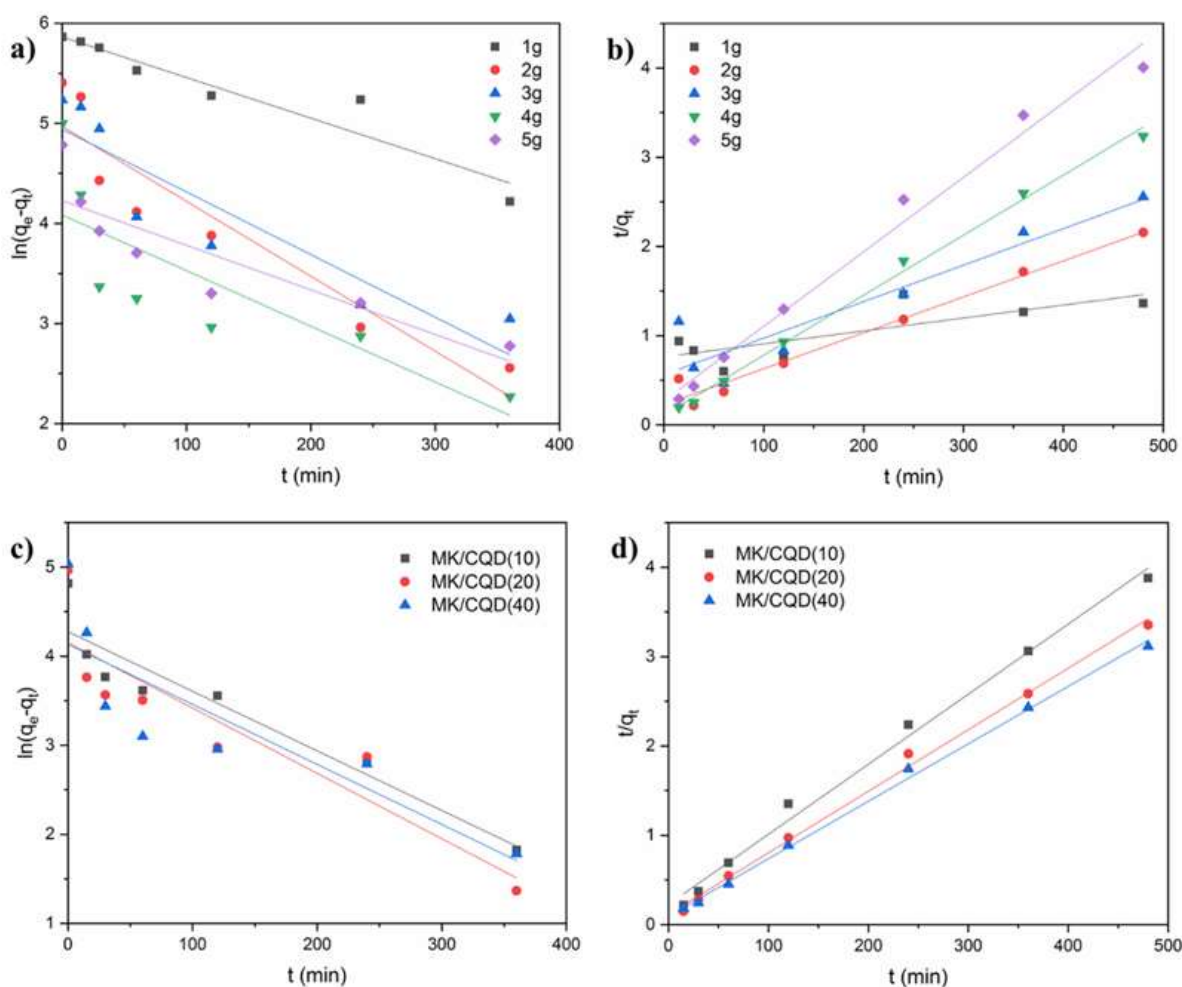 a)
6
5
4
3
2
0
100
200
300
400
ln(qe-qt)
t (min)
1g
2g
3g
4g
5g
b)
4
3
2
1
0
0
100
200
300
400
500
t/qt
t (min)
1g
2g
3g
4g
5g
c)
5
4
3
2
1
0
100
200
300
400
ln(qe-qt)
t (min)
MK/CQD(10)
MK/CQD(20)
MK/CQD(40)
d)
4
3
2
1
0
0
100
200
300
400
500
t/qt
t (min)
MK/CQD(10)
MK/CQD(20)
MK/CQD(40)